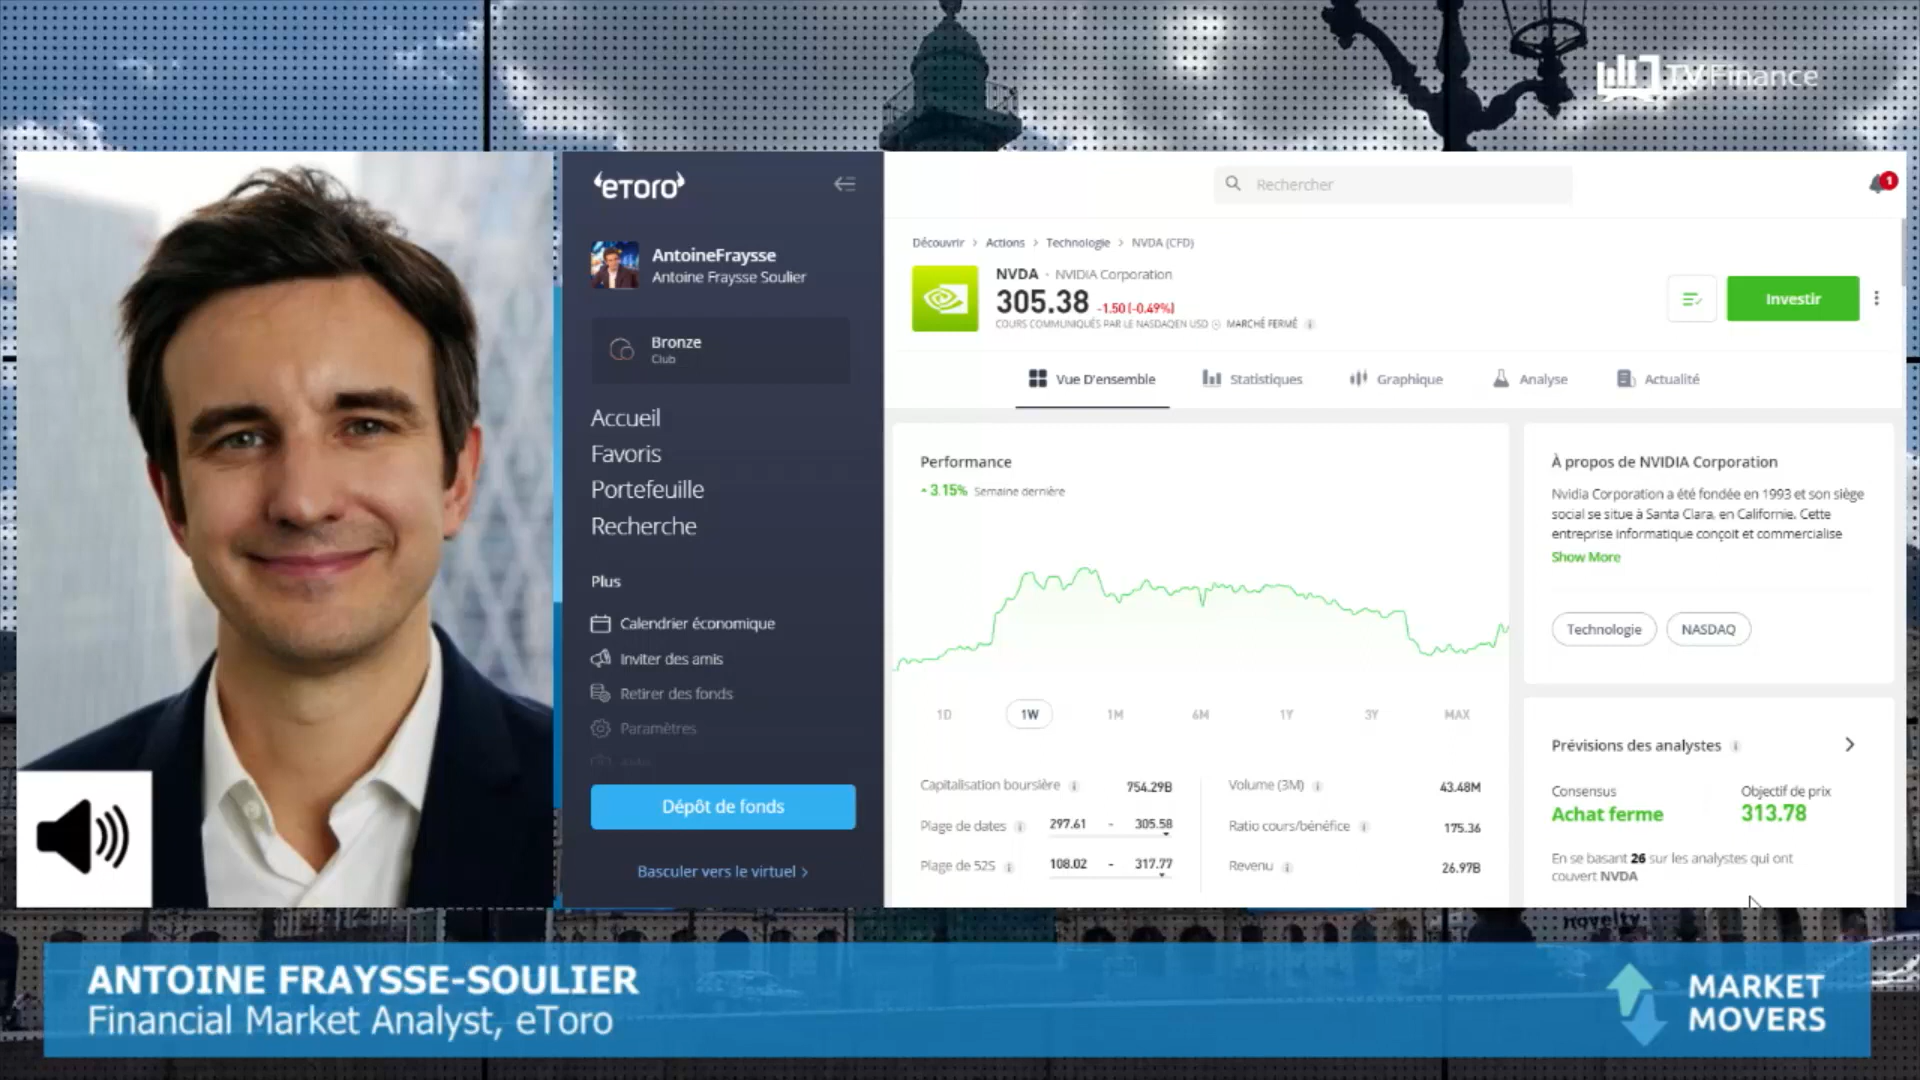 TVFinance
eTORO
AntoineFraysse
Antoine Fraysse Soulier
Bronze
Club
Accueil
Favoris
Portefeuille
Recherche
Plus
Calendrier économique
Inviter des amis
Retirer des fonds
Paramètres
Dépôt de fonds
Basculer vers le virtuel >
Rechercher
1
Découvrir > Actions > Technologie > NVDA (CFD)
NVDA · NVIDIA Corporation
305.38 -1.50 (-0.49%)
COURS COMMUNIQUÉS PAR LE NASDAQEN USD MARCHÉ FERMÉ
Investir
Vue D'ensemble
Statistiques
Graphique
Analyse
Actualité
Performance
3.15% Semaine dernière
1D 1W 1M 6M 1Y 3Y MAX
Capitalisation boursière 754.29B
Plage de dates 297.61 - 305.58
Plage de 52S 108.02 - 317.77
Volume (3M) 43.48M
Ratio cours/bénéfice 175.36
Revenu 26.97B
À propos de NVIDIA Corporation
Nvidia Corporation a été fondée en 1993 et son siège
social se situe à Santa Clara, en Californie. Cette
entreprise informatique conçoit et commercialise
Show More
Technologie
NASDAQ
Prévisions des analystes
Consensus
Achat ferme
Objectif de prix
313.78
En se basant 26 sur les analystes qui ont
couvert NVDA
novelty
ANTOINE FRAYSSE-SOULIER
Financial Market Analyst, eToro
MARKET
MOVERS